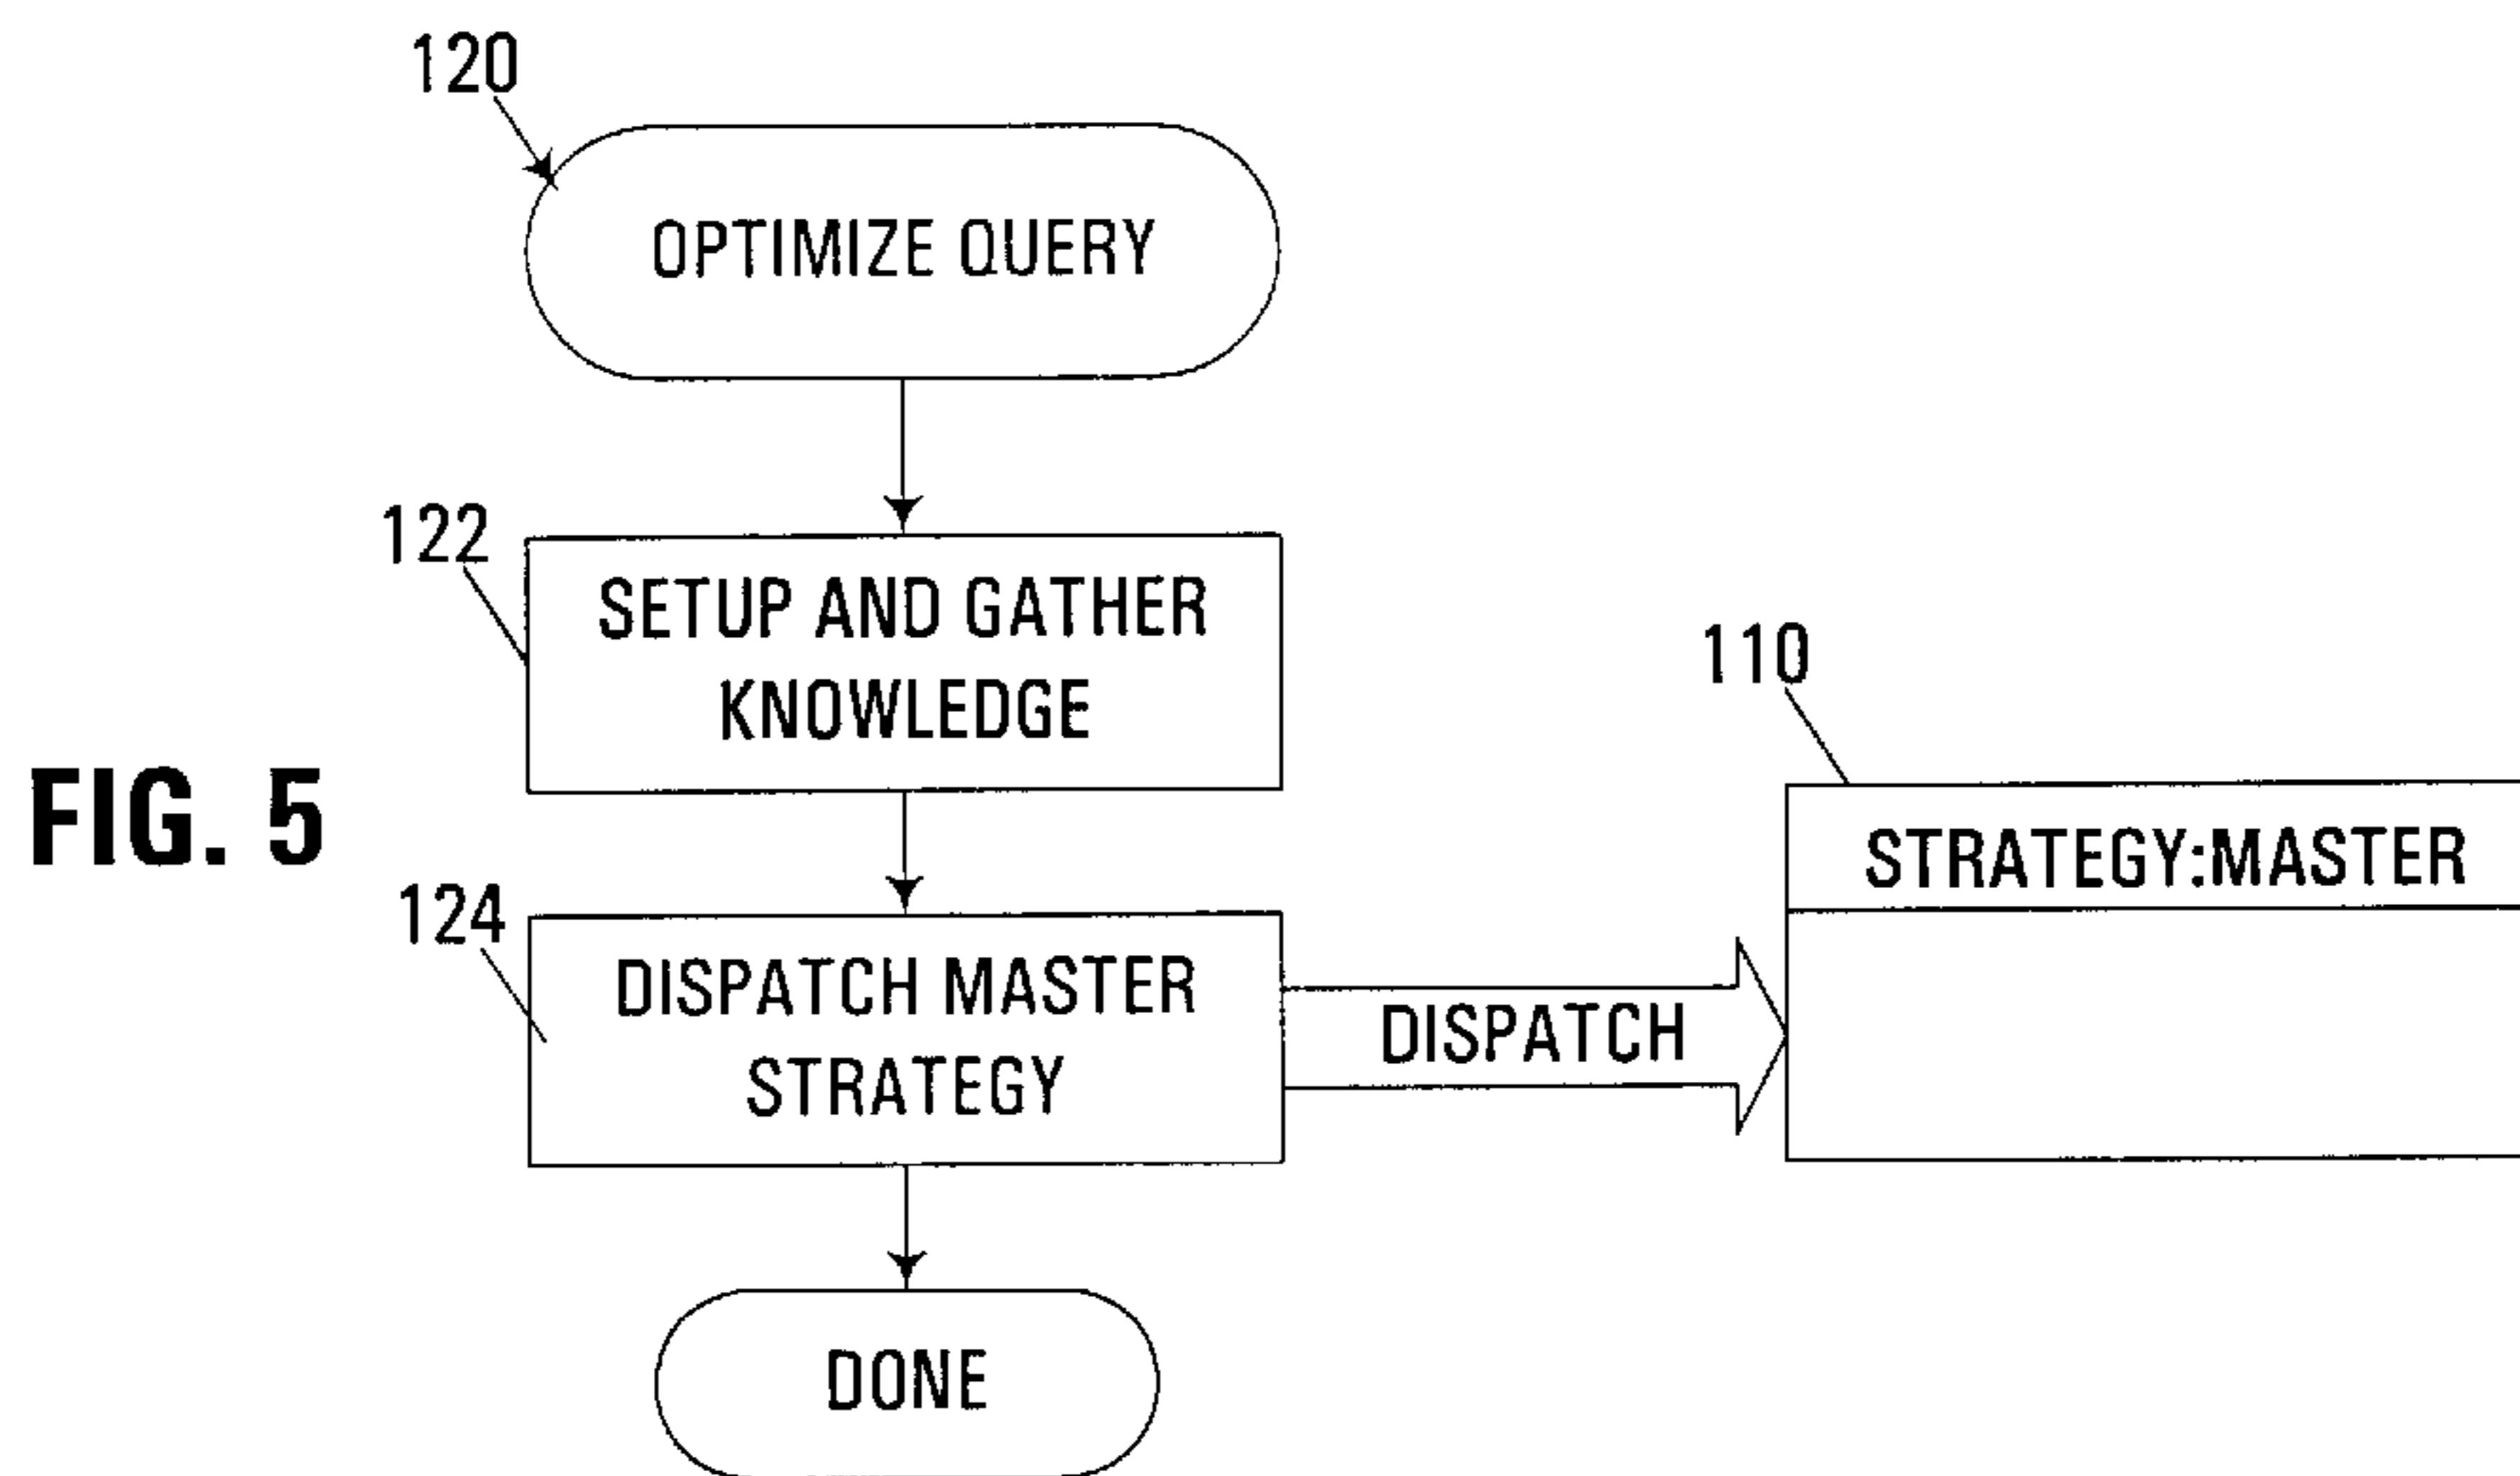 120
OPTIMIZE QUERY
122
SETUP AND GATHER
KNOWLEDGE
110
FIG. 5
STRATEGY:MASTER
124
DISPATCH MASTER
STRATEGY
DISPATCH
DONE